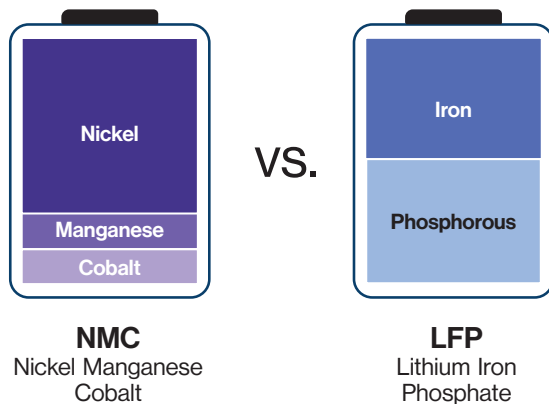 Nickel
Manganese
Cobalt
NMC
Nickel Manganese
Cobalt
vs.
Iron
Phosphorous
LFP
Lithium Iron
Phosphate